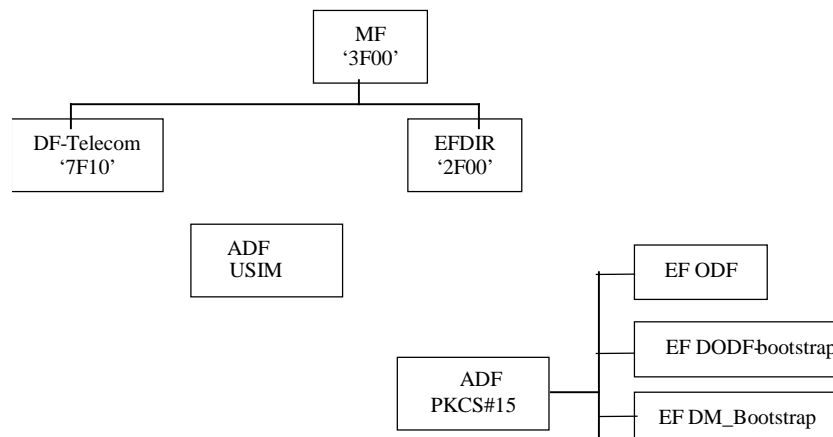 MF
‘3F00’
DF-Telecom
‘7F10’
EFDIR
‘2F00’
ADF
USIM
EF ODF
EF DODF-bootstrap
ADF
PKCS#15
EF DM_Bootstrap